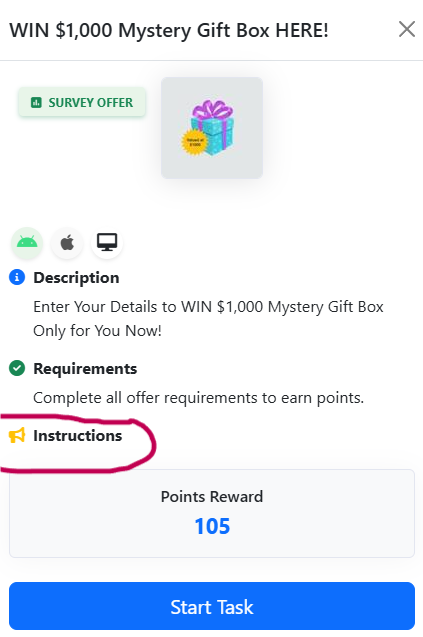 WIN $1,000 Mystery Gift Box HERE!
SURVEY OFFER
Description
Enter Your Details to WIN $1,000 Mystery Gift Box
Only for You Now!
Requirements
Complete all offer requirements to earn points.
Instructions
Points Reward
105
Start Task